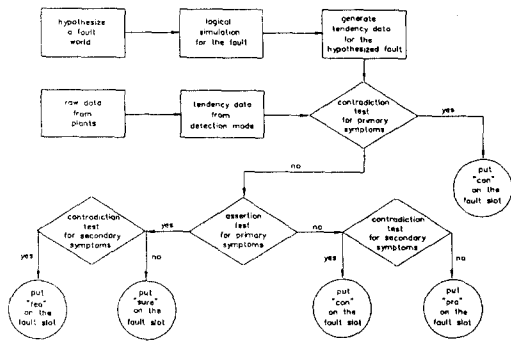 hypothesize
a fault
world
logical
simulation
for the fault
generate
tendency data
for the
hypothesized fault
raw data
from
plants
tendency data
from
detection mode
contradiction
test
for primary
symptoms
yes
no
put
"con"
on the
fault slot
contradiction
test
for secondary
symptoms
yes
assertion
test
for primary
symptoms
no
contradiction
test
for secondary
symptoms
yes
no
yes
no
put
"rea"
on the
fault slot
put
"sure"
on the
fault slot
put
"con"
on the
fault slot
put
"pro"
on the
fault slot